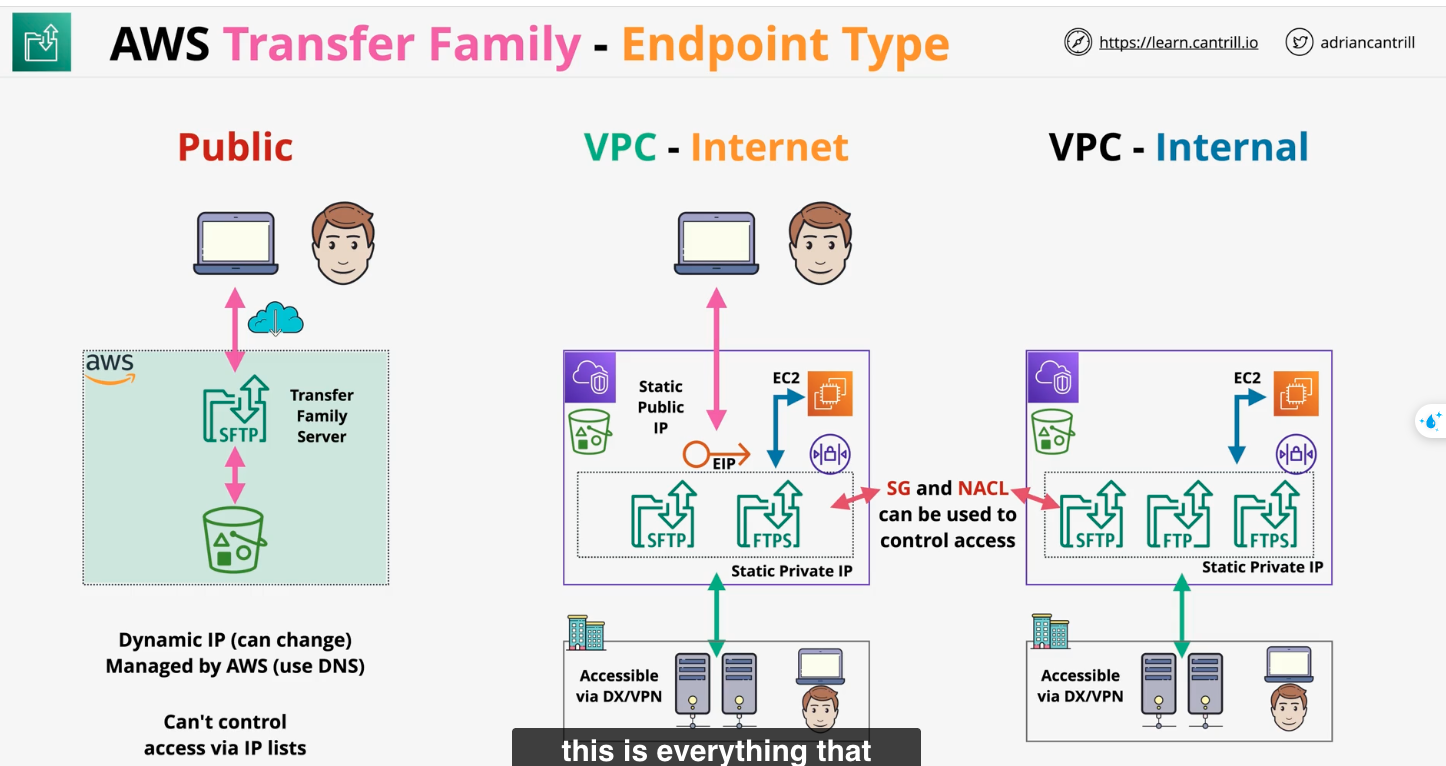 AWS Transfer Family - Endpoint Type
https://learn.cantrill.io
adriancantrill
Public
aws
SFTP
Transfer
Family
Server
Dynamic IP (can change)
Managed by AWS (use DNS)
Can't control
access via IP lists
VPC - Internet
Static
Public
IP
EC2
EIP
SFTP
FTPS
Static Private IP
Accessible
via DX/VPN
SG and NACL
can be used to
control access
VPC - Internal
EC2
SFTP
FTP
FTPS
Static Private IP
Accessible
via DX/VPN
this is everything that